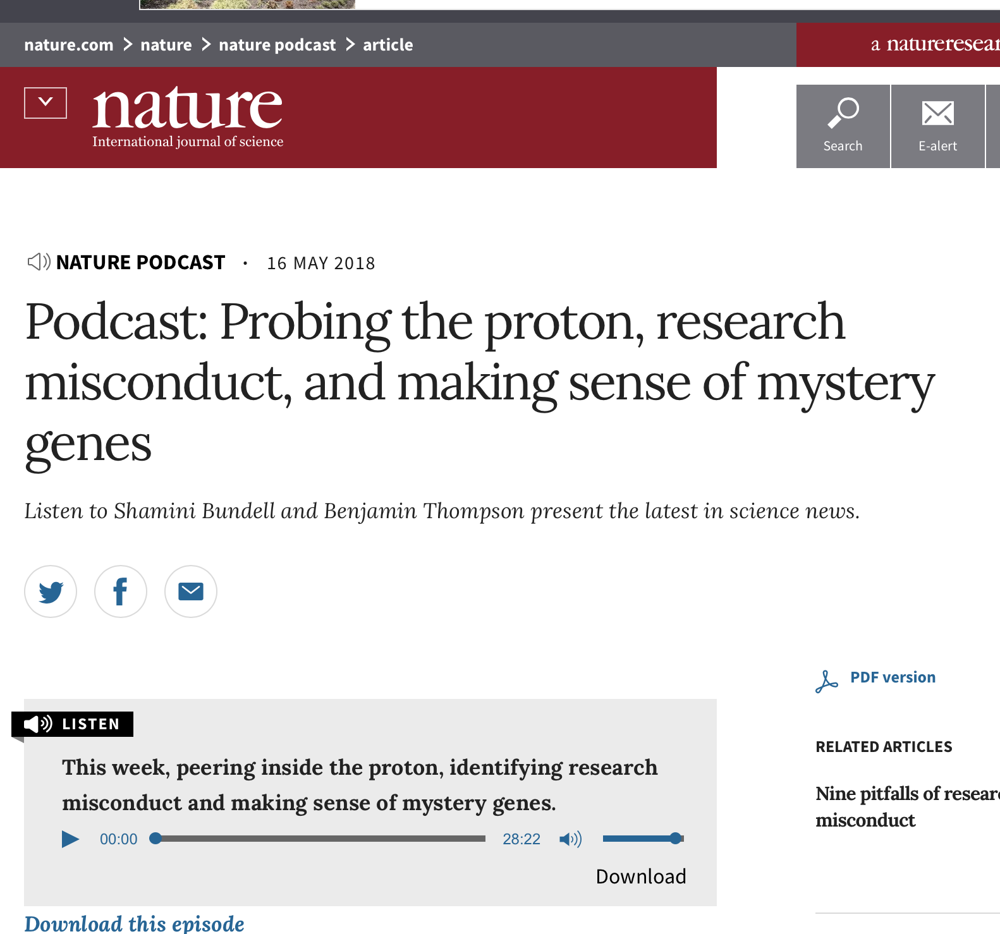 nature.com > nature > nature podcast > article
a natureresear
nature
International journal of science
Search
E-alert
NATURE PODCAST · 16 MAY 2018
Podcast: Probing the proton, research
misconduct, and making sense of mystery
genes
Listen to Shamini Bundell and Benjamin Thompson present the latest in science news.
PDF version
LISTEN
This week, peering inside the proton, identifying research
misconduct and making sense of mystery genes.
00:00
28:22
Download
Download this episode
RELATED ARTICLES
Nine pitfalls of resear
misconduct